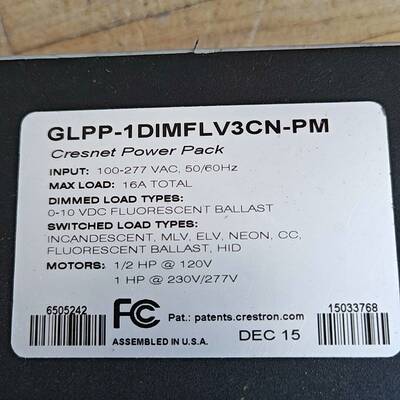 GLPP-1DIMFLV3CN-PM
Cresnet Power Pack
INPUT: 100-277 VAC, 50/60Hz
MAX LOAD: 16A TOTAL
DIMMED LOAD TYPES:
0-10 VDC FLUORESCENT BALLAST
SWITCHED LOAD TYPES:
INCANDESCENT, MLV, ELV, NEON, CC,
FLUORESCENT BALLAST, HID
MOTORS: 1/2 HP @ 120V
1 HP @ 230V/277V
6505242
FC
Pat.: patents.crestron.com
15033768
ASSEMBLED IN U.S.A.
DEC 15